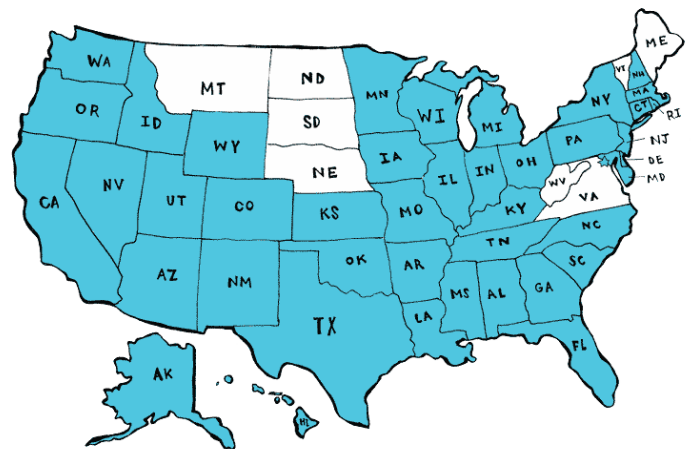 WA
MT
ND
ME
VT
NH
MN
OR
ID
SD
WI
MI
NY
MA
CT
RI
WY
IA
PA
NJ
NE
OH
DE
NV
IL
IN
MD
CA
UT
CO
WV
VA
KS
MO
KY
NC
TN
OK
AZ
NM
AR
SC
MS
AL
GA
TX
LA
FL
AK
HI